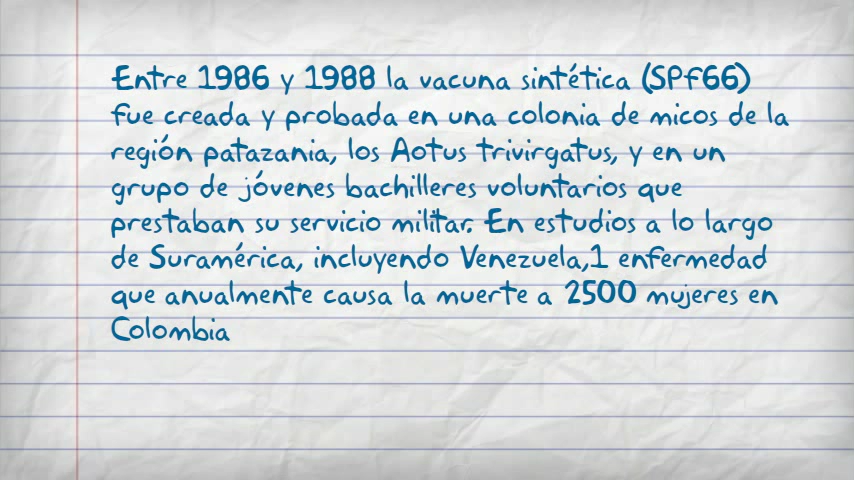 Entre 1986 y 1988 la vacuna sintética (SPf66)
fue creada y probada en una colonia de micos de la
región patazania, los Aotus trivirgatus, y en un
grupo de jóvenes bachilleres voluntarios que
prestaban su servicio militar. En estudios a lo largo
de Suramérica, incluyendo Venezuela,1 enfermedad
que anualmente causa la muerte a 2500 mujeres en
Colombia